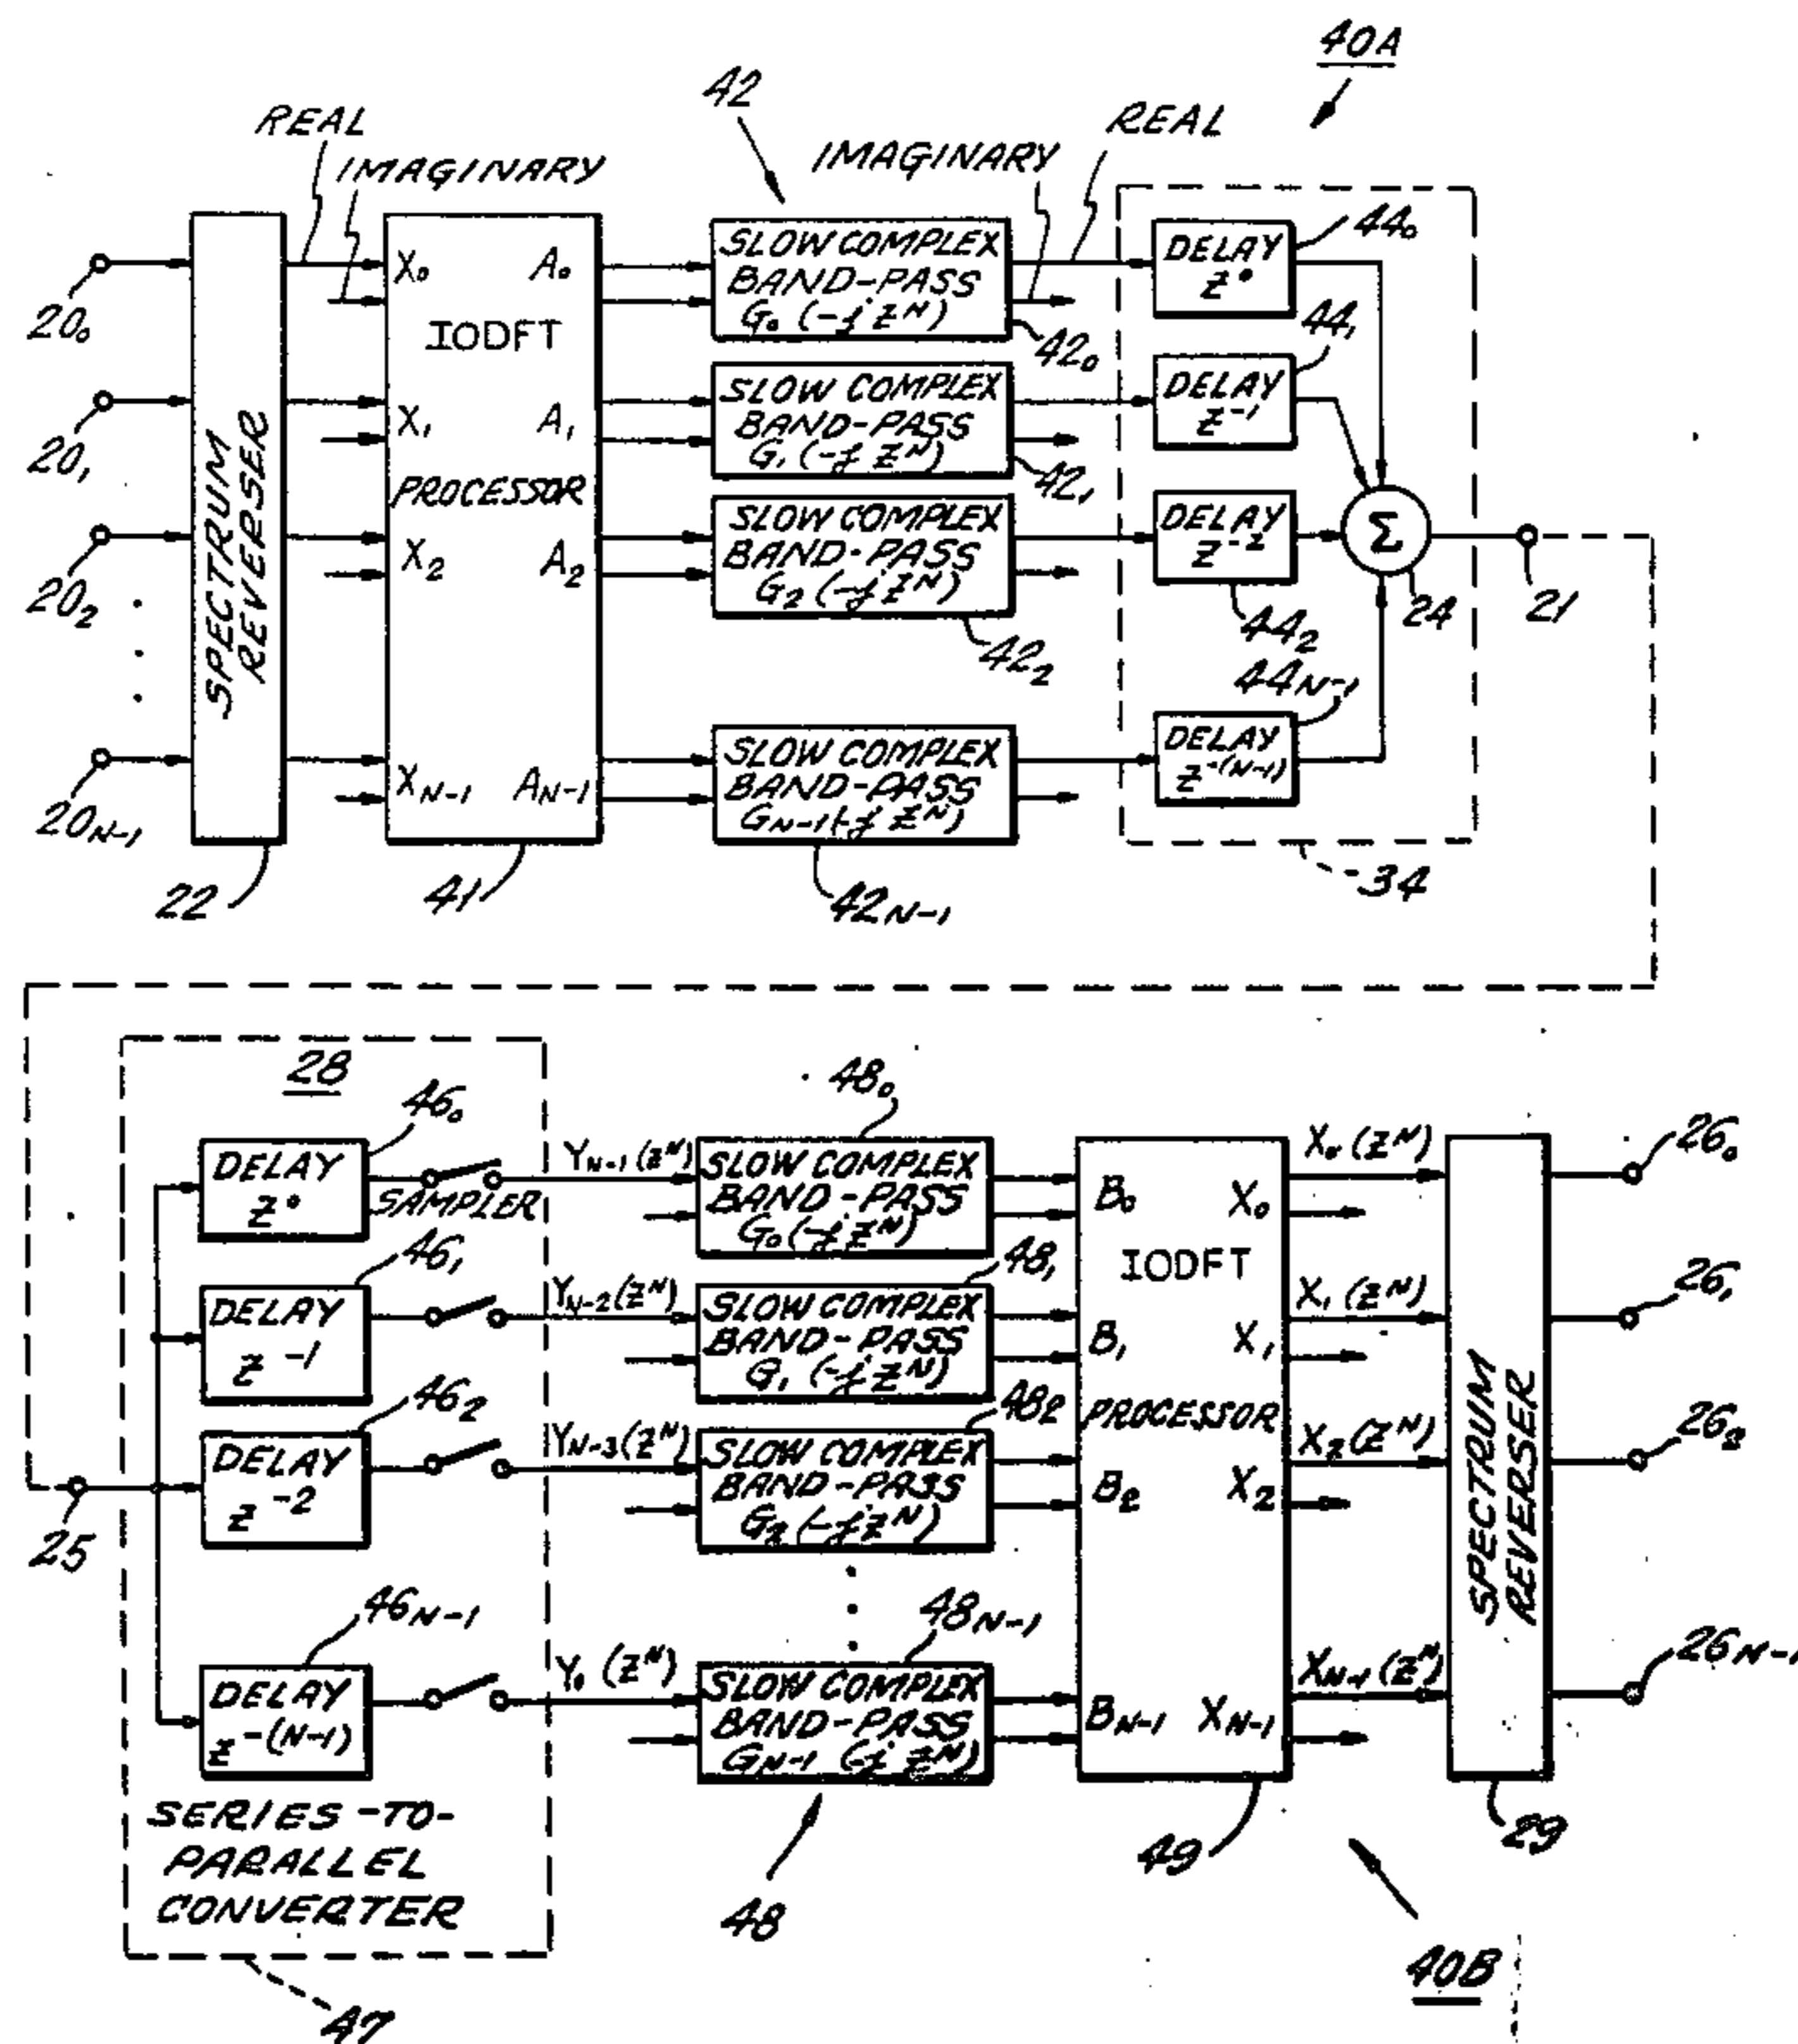 40A
42
REAL
IMAGINARY
IMAGINARY
REAL
20₀
20₁
20₂
20N-1
SPECTRUM
REVERSER
22
X₀
A₀
IODFT
X₁
A₁
PROCESSOR
X₂
A₂
XN-1
AN-1
41
SLOW COMPLEX
BAND-PASS
G₀(-j Zᴺ)
42₀
SLOW COMPLEX
BAND-PASS
G₁(-j Zᴺ)
42₁
SLOW COMPLEX
BAND-PASS
G₂(-j Zᴺ)
42₂
SLOW COMPLEX
BAND-PASS
GN-1(-j Zᴺ)
42N-1
DELAY
Z⁰
44₀
DELAY
Z⁻¹
44₁
DELAY
Z⁻²
44₂
DELAY
Z⁻⁽ᴺ⁻¹⁾
44N-1
Σ
24
21
34
28
25
DELAY
Z⁰
46₀
SAMPLER
DELAY
Z⁻¹
46₁
DELAY
Z⁻²
46₂
DELAY
Z⁻⁽ᴺ⁻¹⁾
46N-1
SERIES-TO-
PARALLEL
CONVERTER
47
YN-1(Zᴺ)
YN-2(Zᴺ)
YN-3(Zᴺ)
Y₀(Zᴺ)
SLOW COMPLEX
BAND-PASS
G₀(-j Zᴺ)
48₀
SLOW COMPLEX
BAND-PASS
G₁(-j Zᴺ)
48₁
SLOW COMPLEX
BAND-PASS
G₂(-j Zᴺ)
48₂
SLOW COMPLEX
BAND-PASS
GN-1(-j Zᴺ)
48N-1
48
B₀
X₀
IODFT
B₁
X₁
PROCESSOR
B₂
X₂
BN-1
XN-1
49
X₀(Zᴺ)
X₁(Zᴺ)
X₂(Zᴺ)
XN-1(Zᴺ)
SPECTRUM
REVERSER
29
26₀
26₁
26₂
26N-1
40B